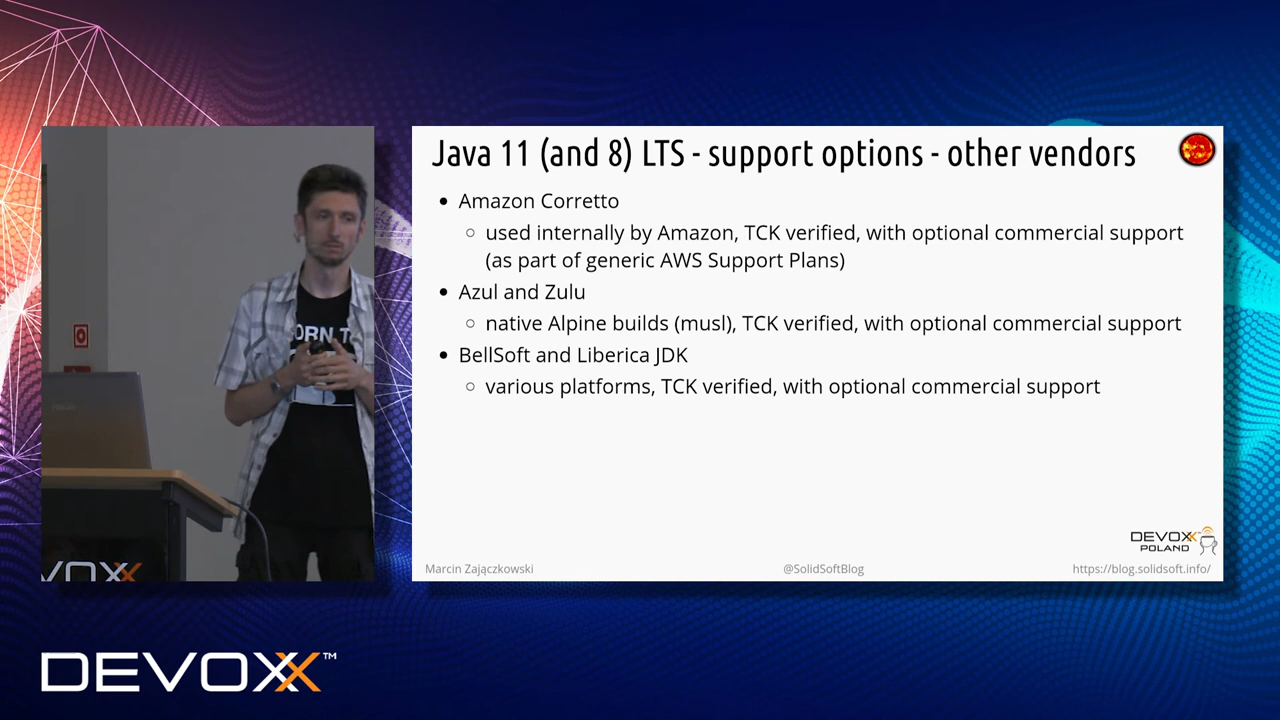 Java 11 (and 8) LTS - support options - other vendors
• Amazon Corretto
○ used internally by Amazon, TCK verified, with optional commercial support
(as part of generic AWS Support Plans)
• Azul and Zulu
○ native Alpine builds (musl), TCK verified, with optional commercial support
• BellSoft and Liberica JDK
○ various platforms, TCK verified, with optional commercial support
DEVOXX™
POLAND
Marcin Zajączkowski
@SolidSoftBlog
https://blog.solidsoft.info/
DEVOXX™